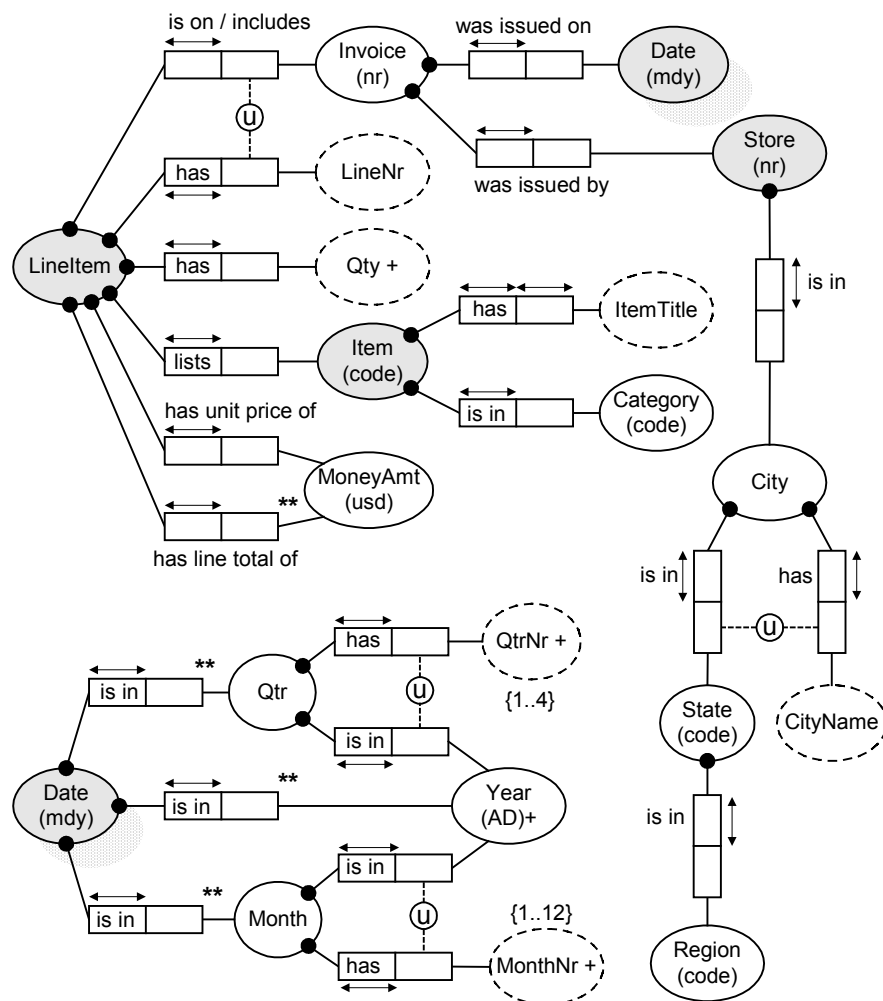 is on / includes
Invoice
(nr)
was issued on
Date
(mdy)
u
was issued by
Store
(nr)
has
LineNr
LineItem
has
Qty +
is in
has
ItemTitle
lists
Item
(code)
is in
Category
(code)
has unit price of
MoneyAmt
(usd)
**
has line total of
City
is in
has
u
State
(code)
CityName
is in
Region
(code)
has
QtrNr +
{1..4}
is in
**
Qtr
u
is in
Date
(mdy)
is in
**
Year
(AD)+
is in
is in
**
Month
u
{1..12}
has
MonthNr +